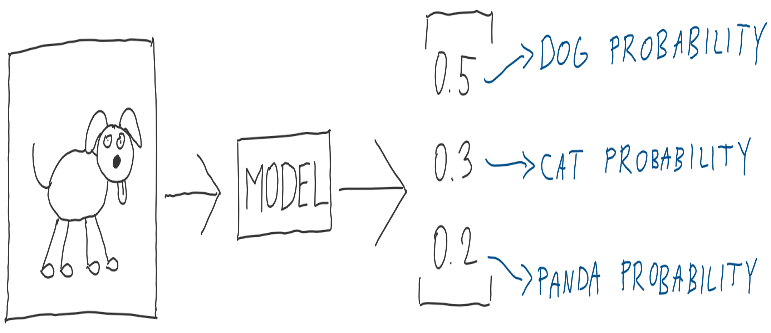 0.5 DOG PROBABILITY
MODEL
0.3 CAT PROBABILITY
0.2 PANDA PROBABILITY